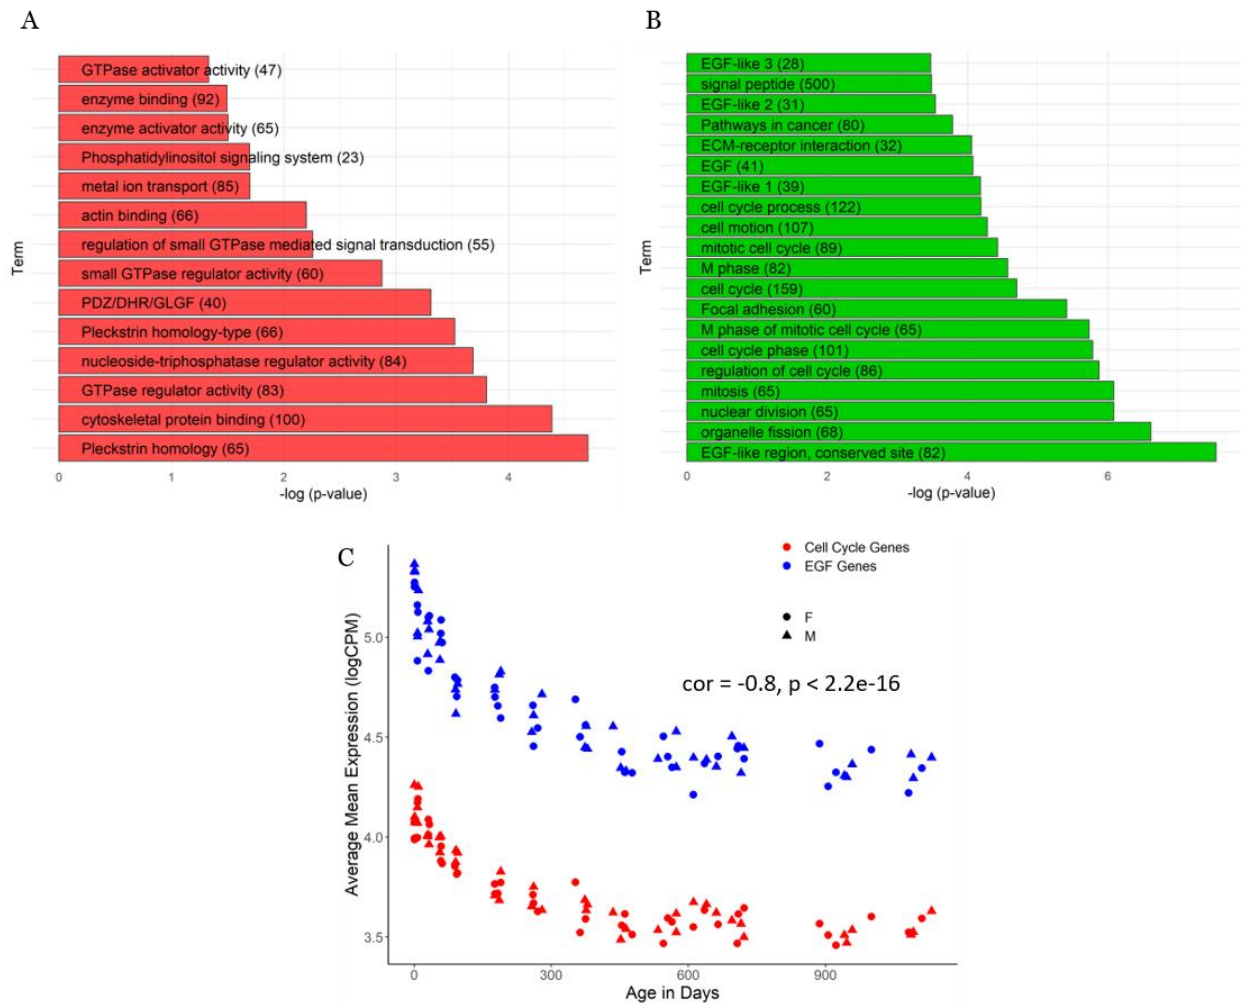 A
GTPase activator activity (47)
enzyme binding (92)
enzyme activator activity (65)
Phosphatidylinositol signaling system (23)
metal ion transport (85)
actin binding (66)
regulation of small GTPase mediated signal transduction (55)
small GTPase regulator activity (60)
PDZ/DHR/GLGF (40)
Pleckstrin homology-type (66)
nucleoside-triphosphatase regulator activity (84)
GTPase regulator activity (83)
cytoskeletal protein binding (100)
Pleckstrin homology (65)
Term
0 1 2 3 4
-log (p-value)
B
EGF-like 3 (28)
signal peptide (500)
EGF-like 2 (31)
Pathways in cancer (80)
ECM-receptor interaction (32)
EGF (41)
EGF-like 1 (39)
cell cycle process (122)
cell motion (107)
mitotic cell cycle (89)
M phase (82)
cell cycle (159)
Focal adhesion (60)
M phase of mitotic cell cycle (65)
cell cycle phase (101)
regulation of cell cycle (86)
mitosis (65)
nuclear division (65)
organelle fission (68)
EGF-like region, conserved site (82)
Term
0 2 4 6
-log (p-value)
C
Cell Cycle Genes
EGF Genes
F
M
cor = -0.8, p < 2.2e-16
Average Mean Expression (logCPM)
5.0
4.5
4.0
3.5
0 300 600 900
Age in Days